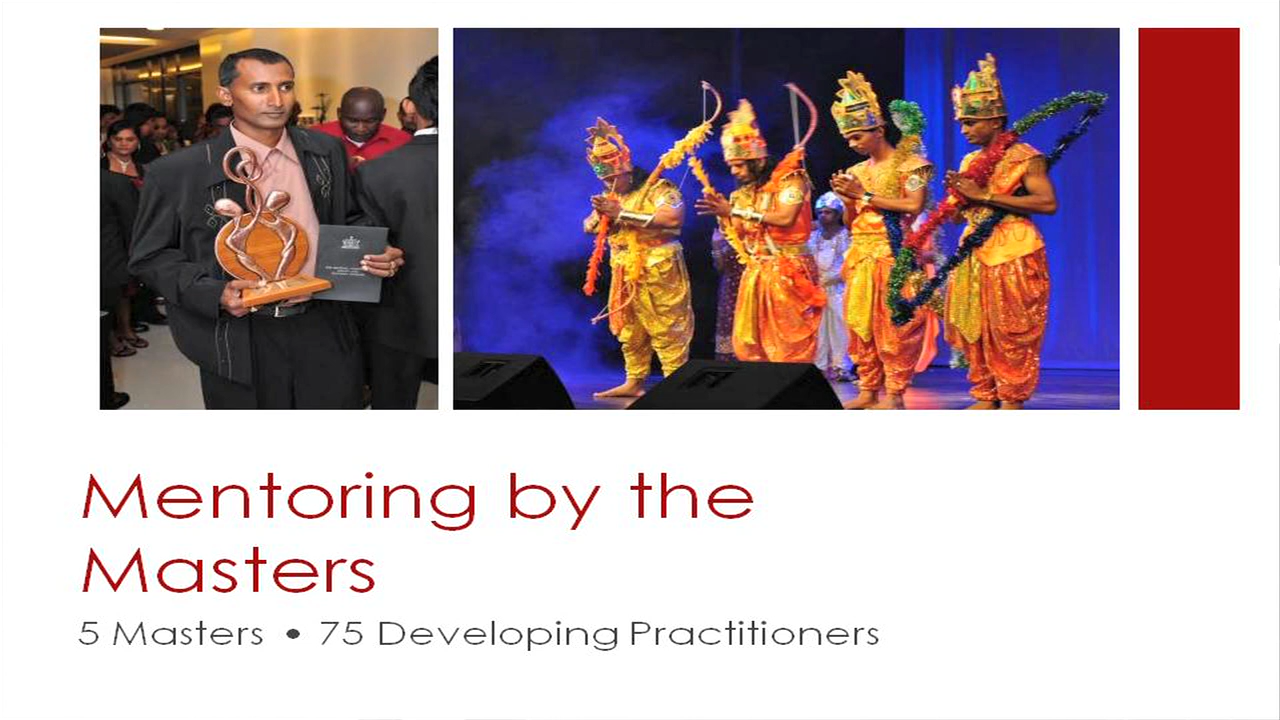 Mentoring by the
Masters
5 Masters • 75 Developing Practitioners